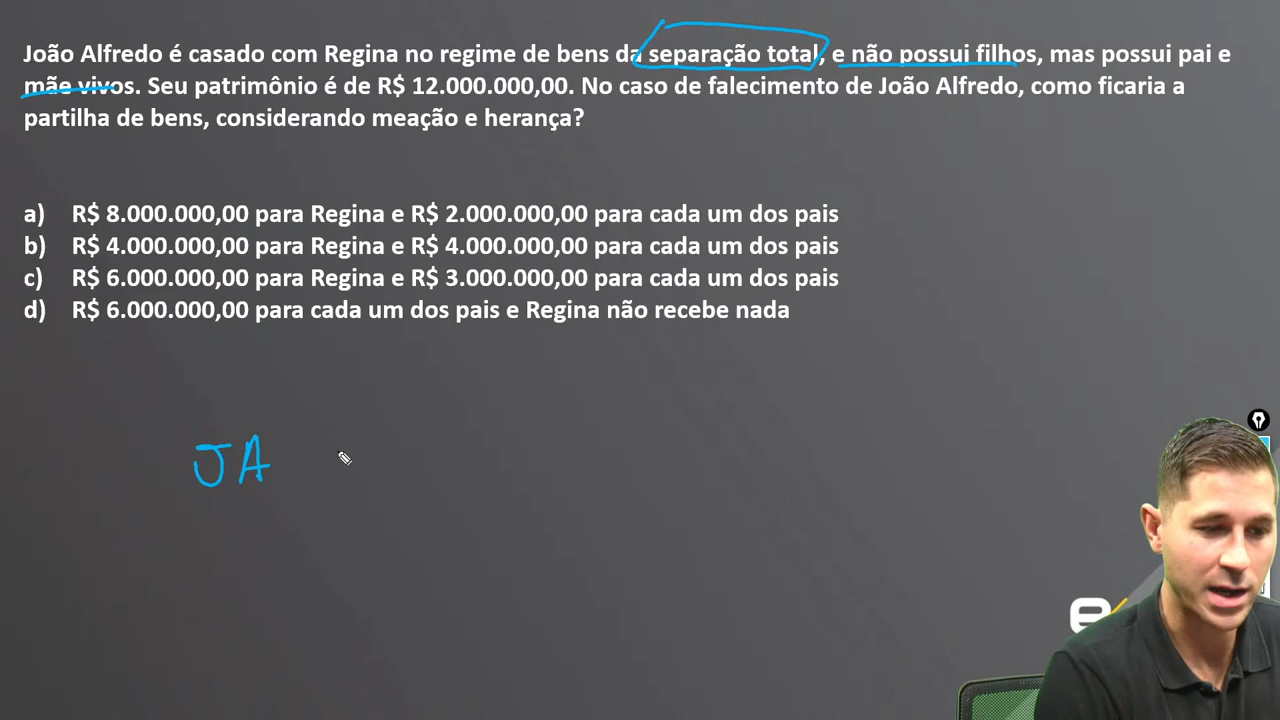 João Alfredo é casado com Regina no regime de bens da separação total, e não possui filhos, mas possui pai e
mãe vivos. Seu patrimônio é de R$ 12.000.000,00. No caso de falecimento de João Alfredo, como ficaria a
partilha de bens, considerando meação e herança?
a) R$ 8.000.000,00 para Regina e R$ 2.000.000,00 para cada um dos pais
b) R$ 4.000.000,00 para Regina e R$ 4.000.000,00 para cada um dos pais
c) R$ 6.000.000,00 para Regina e R$ 3.000.000,00 para cada um dos pais
d) R$ 6.000.000,00 para cada um dos pais e Regina não recebe nada
JA